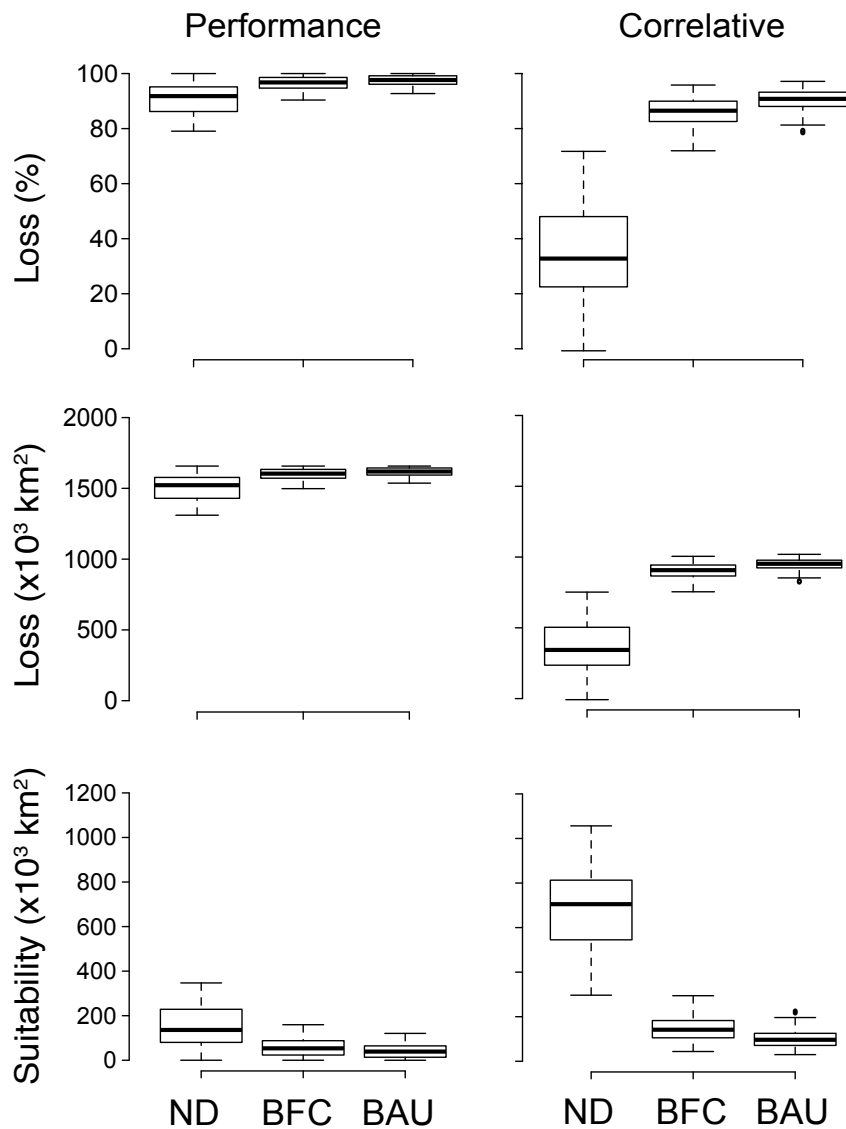 Performance
Correlative
Loss (%)
100
80
60
40
20
0
Loss (x10³ km²)
2000
1500
1000
500
0
Suitability (x10³ km²)
1200
1000
800
600
400
200
0
ND BFC BAU
ND BFC BAU